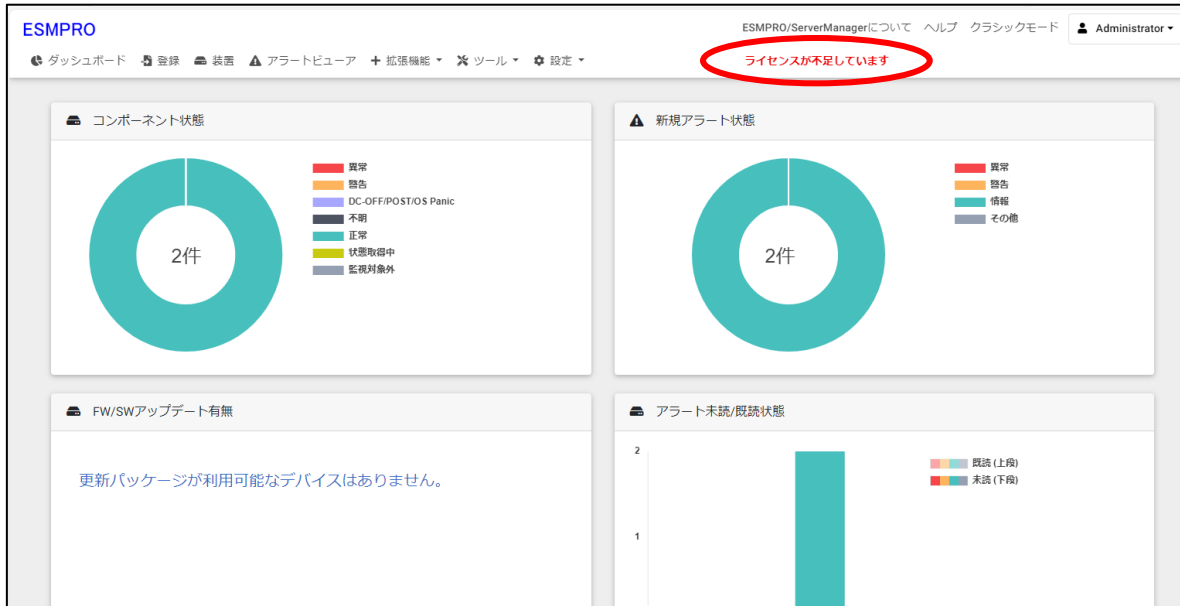 ESMPRO
ESMPRO/ServerManagerについて ヘルプ クラシックモード Administrator
ダッシュボード 登録 装置 アラートビューア 拡張機能 ツール 設定
ライセンスが不足しています
コンポーネント状態
2件
異常
警告
DC-OFF/POST/OS Panic
不明
正常
状態取得中
監視対象外
新規アラート状態
2件
異常
警告
情報
その他
FW/SWアップデート有無
更新パッケージが利用可能なデバイスはありません。
アラート未読/既読状態
2
1
既読 (上段)
未読 (下段)